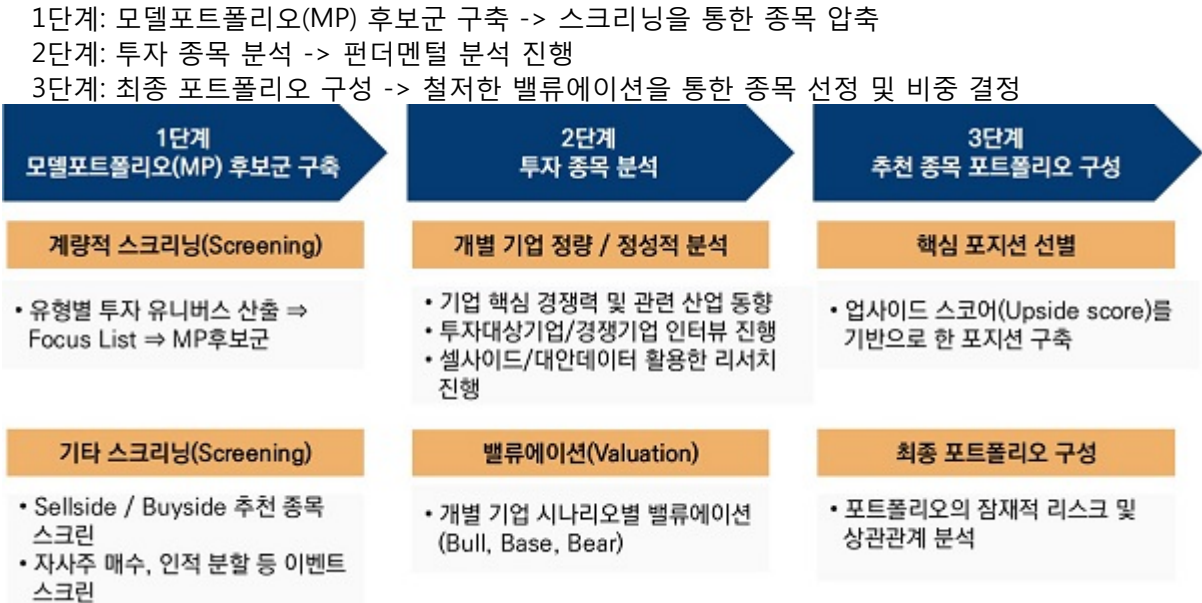 1단계: 모델포트폴리오(MP) 후보군 구축 -> 스크리닝을 통한 종목 압축
2단계: 투자 종목 분석 -> 펀더멘털 분석 진행
3단계: 최종 포트폴리오 구성 -> 철저한 밸류에이션을 통한 종목 선정 및 비중 결정
1단계
모델포트폴리오(MP) 후보군 구축
계량적 스크리닝(Screening)
• 유형별 투자 유니버스 산출 ⇒
Focus List ⇒ MP후보군
기타 스크리닝(Screening)
• Sellside / Buyside 추천 종목
스크린
• 자사주 매수, 인적 분할 등 이벤트
스크린
2단계
투자 종목 분석
개별 기업 정량 / 정성적 분석
• 기업 핵심 경쟁력 및 관련 산업 동향
• 투자대상기업/경쟁기업 인터뷰 진행
• 셀사이드/대안데이터 활용한 리서치
진행
밸류에이션(Valuation)
• 개별 기업 시나리오별 밸류에이션
(Bull, Base, Bear)
3단계
추천 종목 포트폴리오 구성
핵심 포지션 선별
• 업사이드 스코어(Upside score)를
기반으로 한 포지션 구축
최종 포트폴리오 구성
• 포트폴리오의 잠재적 리스크 및
상관관계 분석